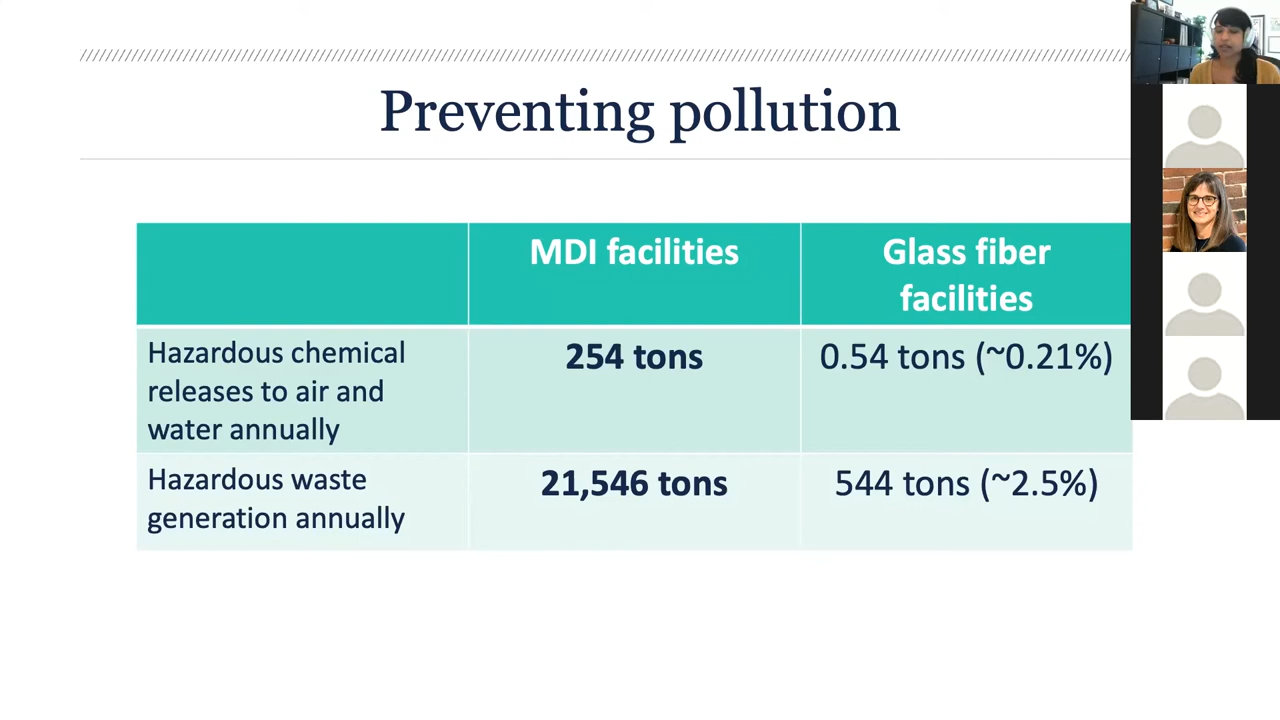 Preventing pollution
MDI facilities
Glass fiber
facilities
Hazardous chemical
releases to air and
water annually
254 tons
0.54 tons (~0.21%)
Hazardous waste
generation annually
21,546 tons
544 tons (~2.5%)